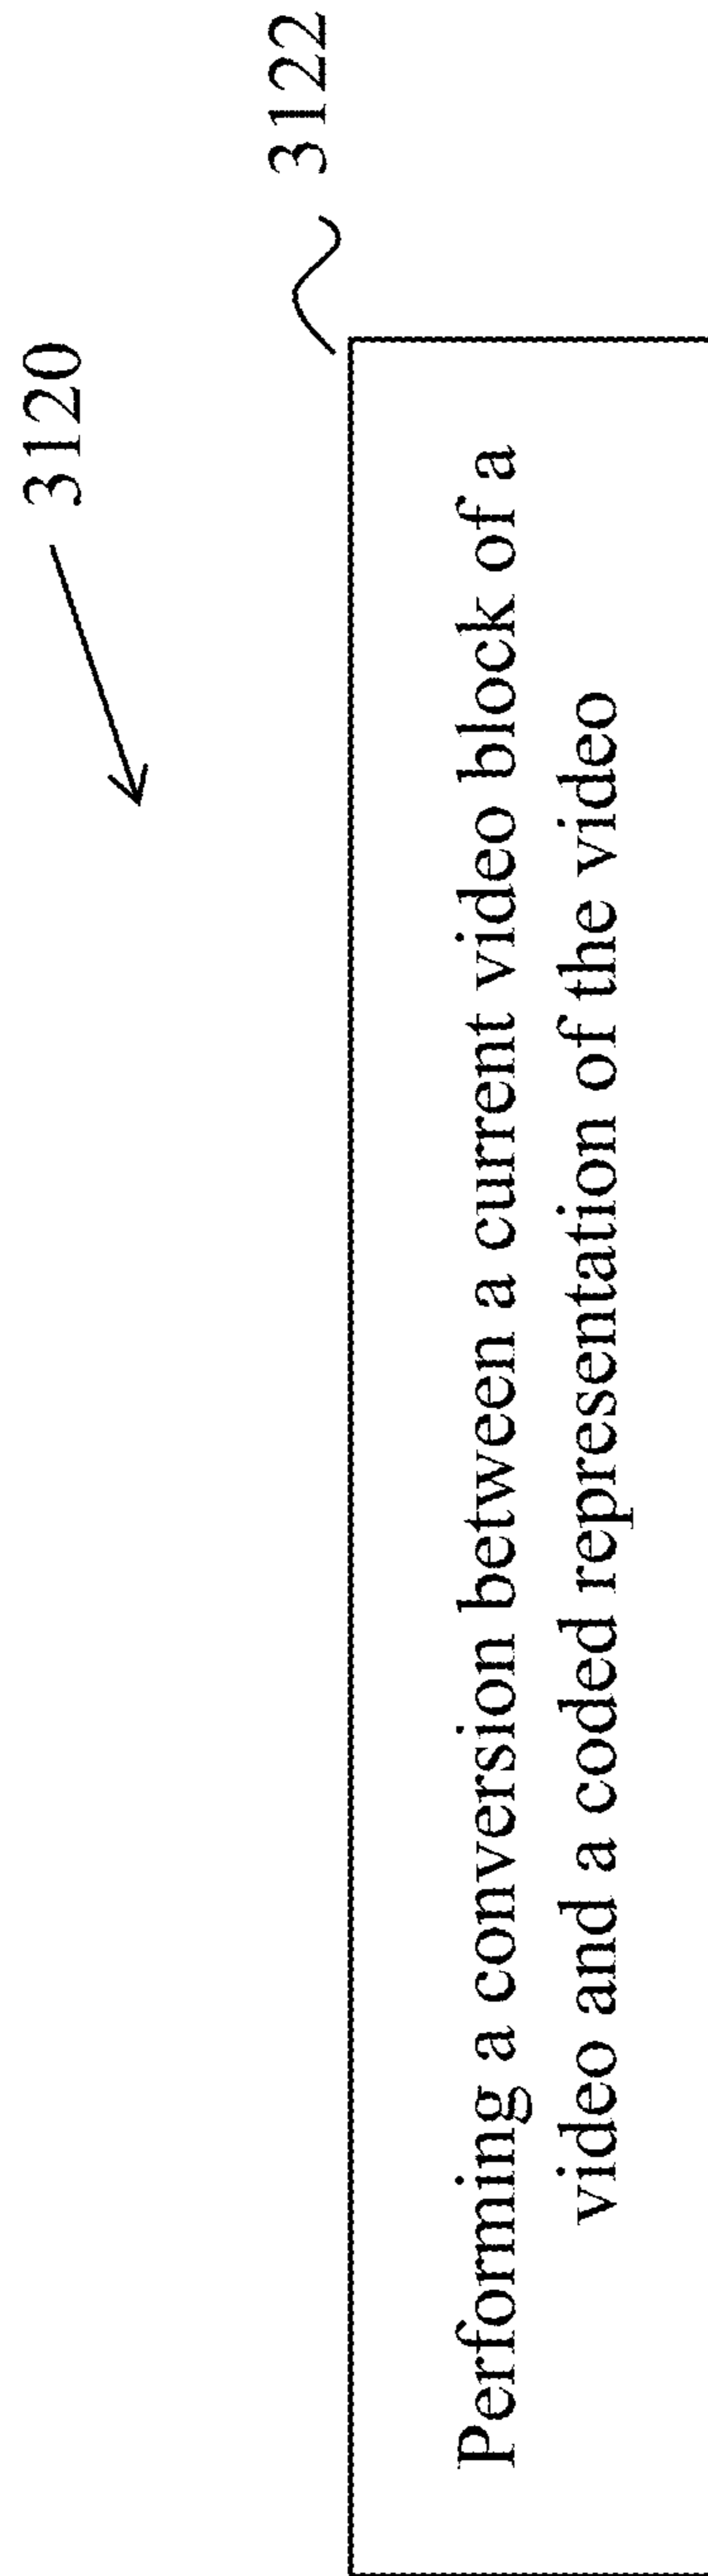 3120
3122
Performing a conversion between a current video block of a
video and a coded representation of the video